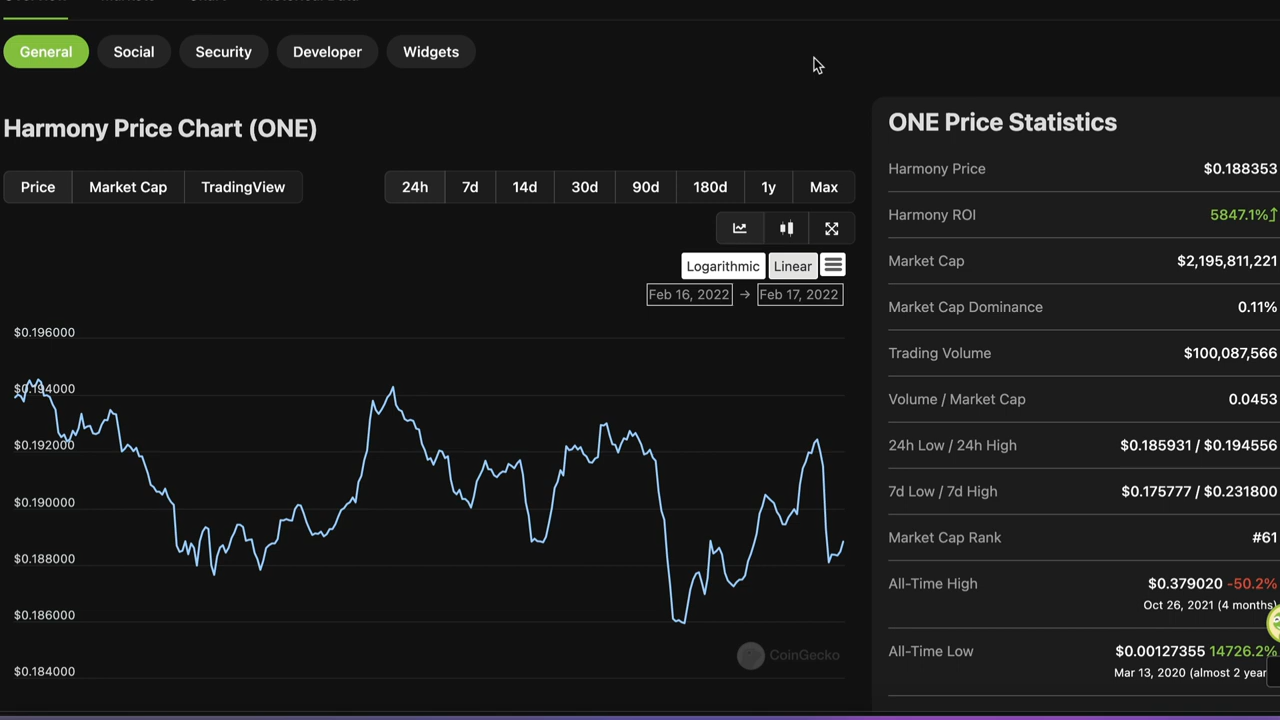 General Social Security Developer Widgets
Harmony Price Chart (ONE)
Price Market Cap TradingView 24h 7d 14d 30d 90d 180d 1y Max
Logarithmic Linear
Feb 16, 2022 → Feb 17, 2022
$0.196000
$0.194000
$0.192000
$0.190000
$0.188000
$0.186000
$0.184000
CoinGecko
ONE Price Statistics
Harmony Price $0.188353
Harmony ROI 5847.1%
Market Cap $2,195,811,221
Market Cap Dominance 0.11%
Trading Volume $100,087,566
Volume / Market Cap 0.0453
24h Low / 24h High $0.185931 / $0.194556
7d Low / 7d High $0.175777 / $0.231800
Market Cap Rank #61
All-Time High $0.379020 -50.2%
Oct 26, 2021 (4 months)
All-Time Low $0.00127355 14726.2%
Mar 13, 2020 (almost 2 year